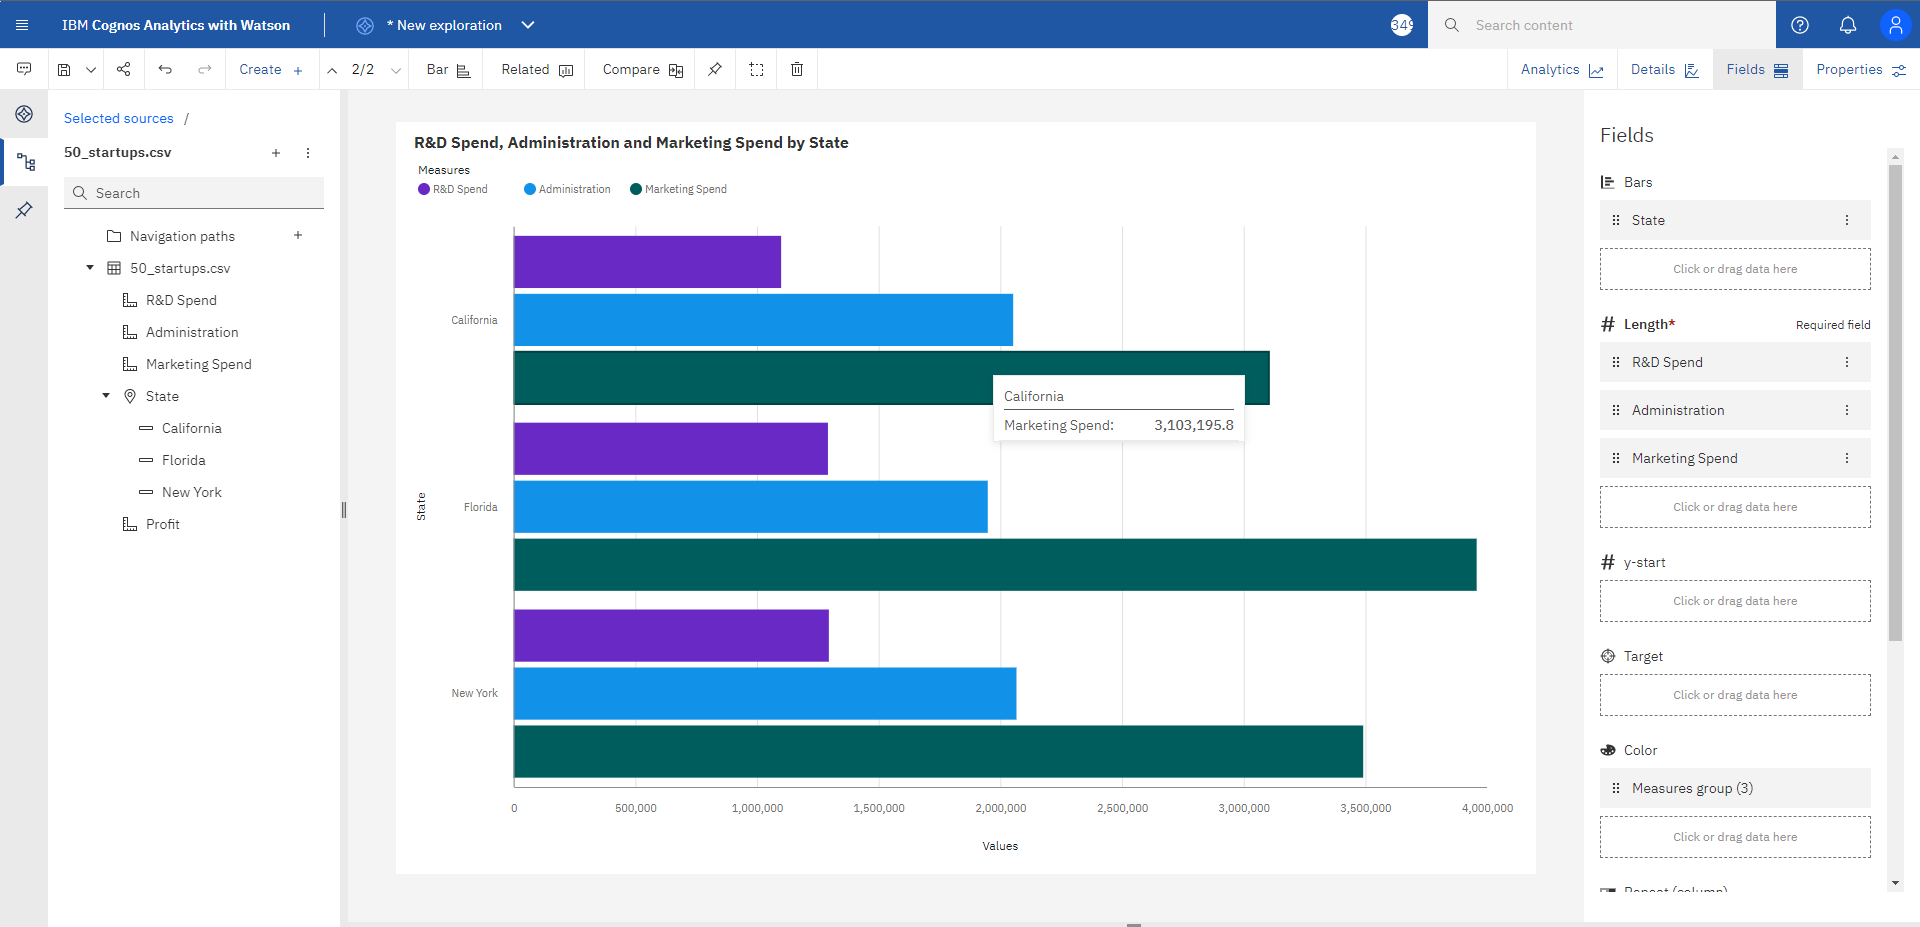 IBM Cognos Analytics with Watson
* New exploration
349
Search content
Create +
2/2
Bar
Related
Compare
Analytics
Details
Fields
Properties
Selected sources /
50_startups.csv
Search
Navigation paths
50_startups.csv
R&D Spend
Administration
Marketing Spend
State
California
Florida
New York
Profit
R&D Spend, Administration and Marketing Spend by State
Measures
R&D Spend
Administration
Marketing Spend
California
California
Marketing Spend: 3,103,195.8
State
Florida
New York
0 500,000 1,000,000 1,500,000 2,000,000 2,500,000 3,000,000 3,500,000 4,000,000
Values
Fields
Bars
State
Click or drag data here
Length* Required field
R&D Spend
Administration
Marketing Spend
Click or drag data here
y-start
Click or drag data here
Target
Click or drag data here
Color
Measures group (3)
Click or drag data here
Repeat (column)